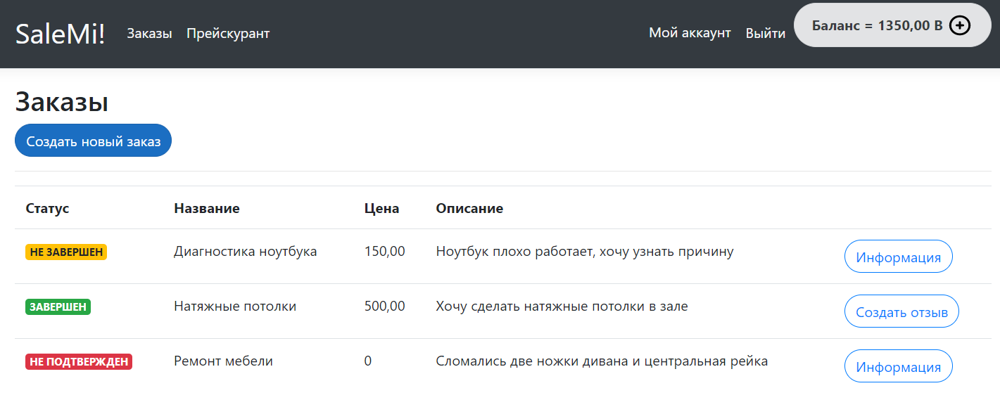 SaleMi! Заказы Прейскурант Мой аккаунт Выйти Баланс = 1350,00 В
Заказы
Создать новый заказ
Статус Название Цена Описание
НЕ ЗАВЕРШЕН Диагностика ноутбука 150,00 Ноутбук плохо работает, хочу узнать причину Информация
ЗАВЕРШЕН Натяжные потолки 500,00 Хочу сделать натяжные потолки в зале Создать отзыв
НЕ ПОДТВЕРЖДЕН Ремонт мебели 0 Сломались две ножки дивана и центральная рейка Информация